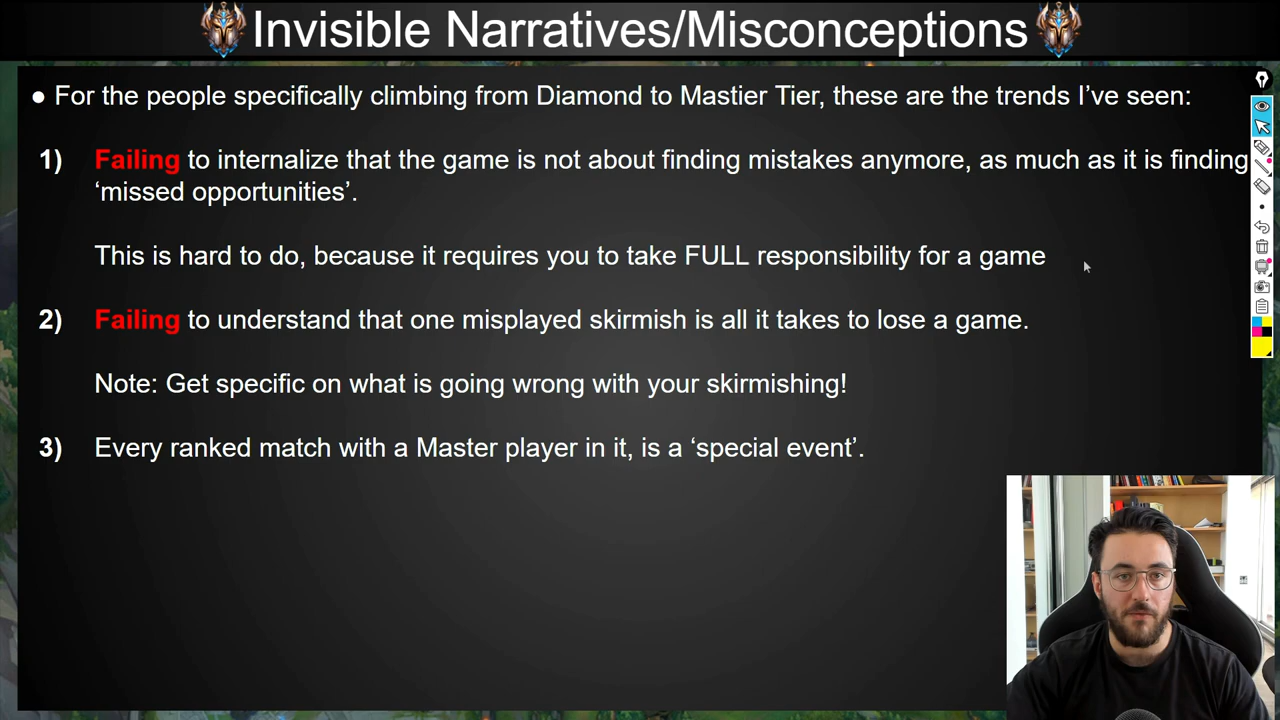 Invisible Narratives/Misconceptions
● For the people specifically climbing from Diamond to Mastier Tier, these are the trends I've seen:
1) Failing to internalize that the game is not about finding mistakes anymore, as much as it is finding
‘missed opportunities’.
This is hard to do, because it requires you to take FULL responsibility for a game
2) Failing to understand that one misplayed skirmish is all it takes to lose a game.
Note: Get specific on what is going wrong with your skirmishing!
3) Every ranked match with a Master player in it, is a ‘special event’.